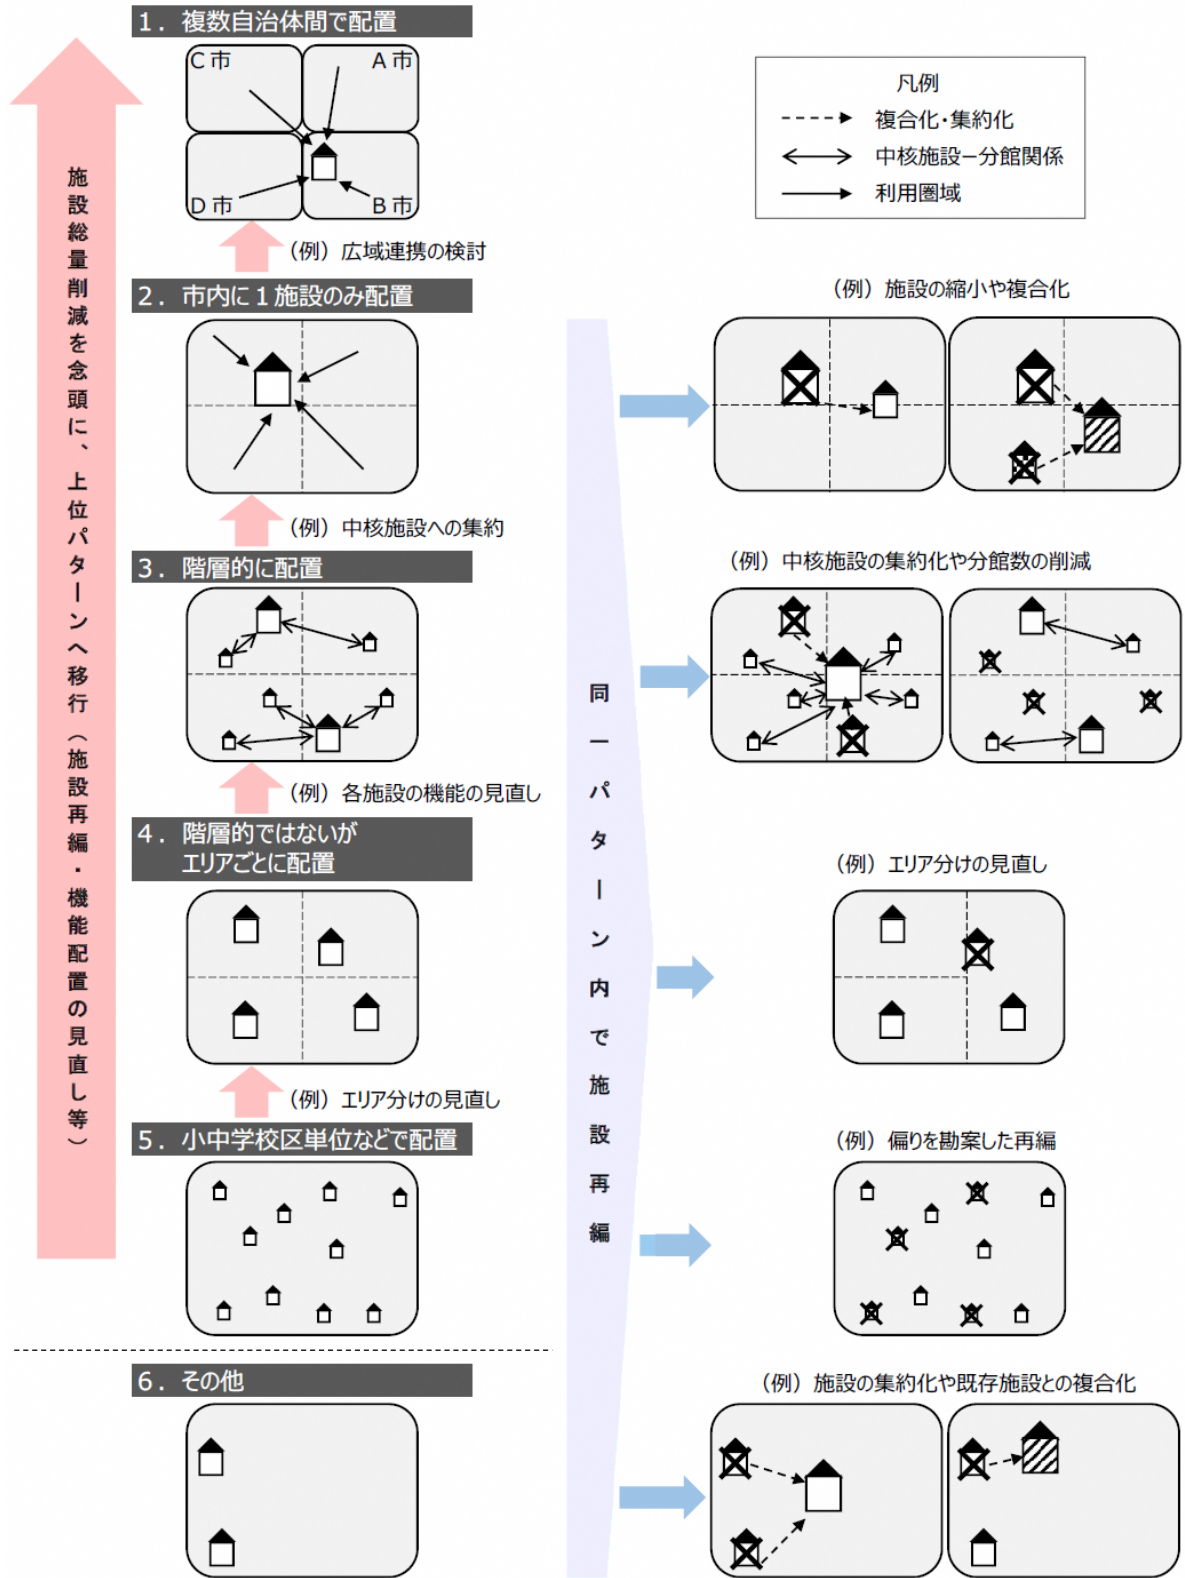 施設総量削減を念頭に、上位パターンへ移行（施設再編・機能配置の見直し等）
1．複数自治体間で配置
C市
A市
D市
B市
（例）広域連携の検討
2．市内に１施設のみ配置
（例）中核施設への集約
3．階層的に配置
（例）各施設の機能の見直し
4．階層的ではないが
エリアごとに配置
（例）エリア分けの見直し
5．小中学校区単位などで配置
6．その他
同一パターン内で施設再編
凡例
複合化・集約化
中核施設－分館関係
利用圏域
（例）施設の縮小や複合化
（例）中核施設の集約化や分館数の削減
（例）エリア分けの見直し
（例）偏りを勘案した再編
（例）施設の集約化や既存施設との複合化